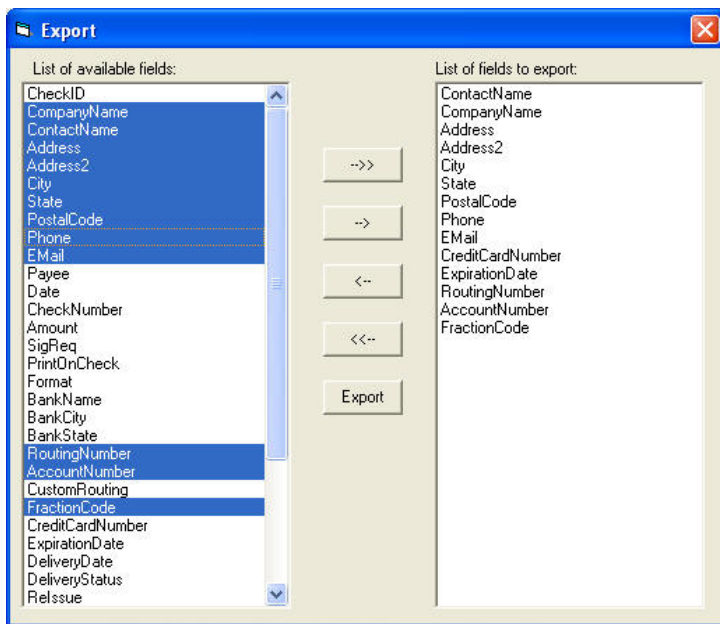 Export
List of available fields:
CheckID
CompanyName
ContactName
Address
Address2
City
State
PostalCode
Phone
EMail
Payee
Date
CheckNumber
Amount
SigReq
PrintOnCheck
Format
BankName
BankCity
BankState
RoutingNumber
AccountNumber
CustomRouting
FractionCode
CreditCardNumber
ExpirationDate
DeliveryDate
DeliveryStatus
ReIssue
-->>
-->
<--
<<--
Export
List of fields to export:
ContactName
CompanyName
Address
Address2
City
State
PostalCode
Phone
EMail
CreditCardNumber
ExpirationDate
RoutingNumber
AccountNumber
FractionCode